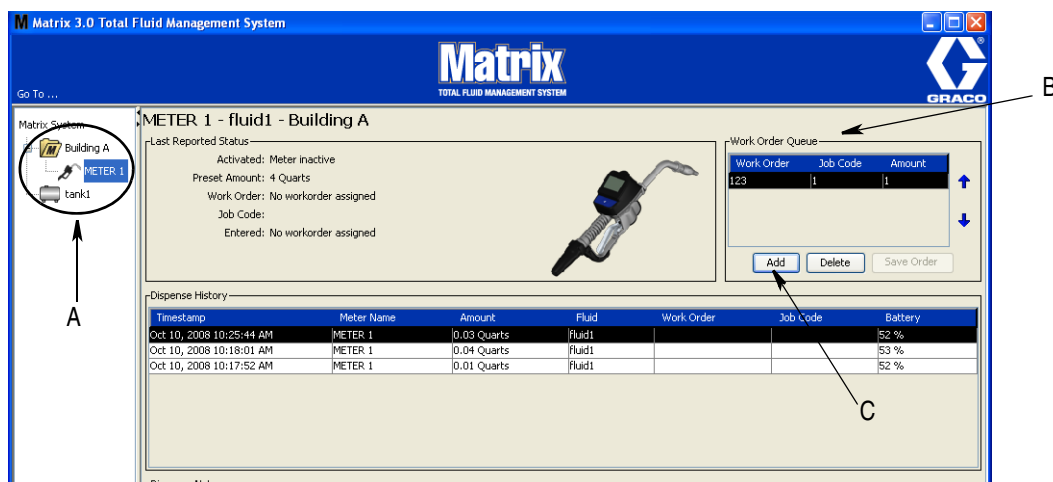 Matrix 3.0 Total Fluid Management System
Matrix
TOTAL FLUID MANAGEMENT SYSTEM
Go To ...
GRACO
B
Matrix System
Building A
METER 1
tank1
A
METER 1 - fluid1 - Building A
Last Reported Status
Activated: Meter inactive
Preset Amount: 4 Quarts
Work Order: No workorder assigned
Job Code:
Entered: No workorder assigned
Work Order Queue
Work Order Job Code Amount
123 1 1
Add Delete Save Order
Dispense History
Timestamp Meter Name Amount Fluid Work Order Job Code Battery
Oct 10, 2008 10:25:44 AM METER 1 0.03 Quarts fluid1 52 %
Oct 10, 2008 10:18:01 AM METER 1 0.04 Quarts fluid1 53 %
Oct 10, 2008 10:17:52 AM METER 1 0.01 Quarts fluid1 52 %
C